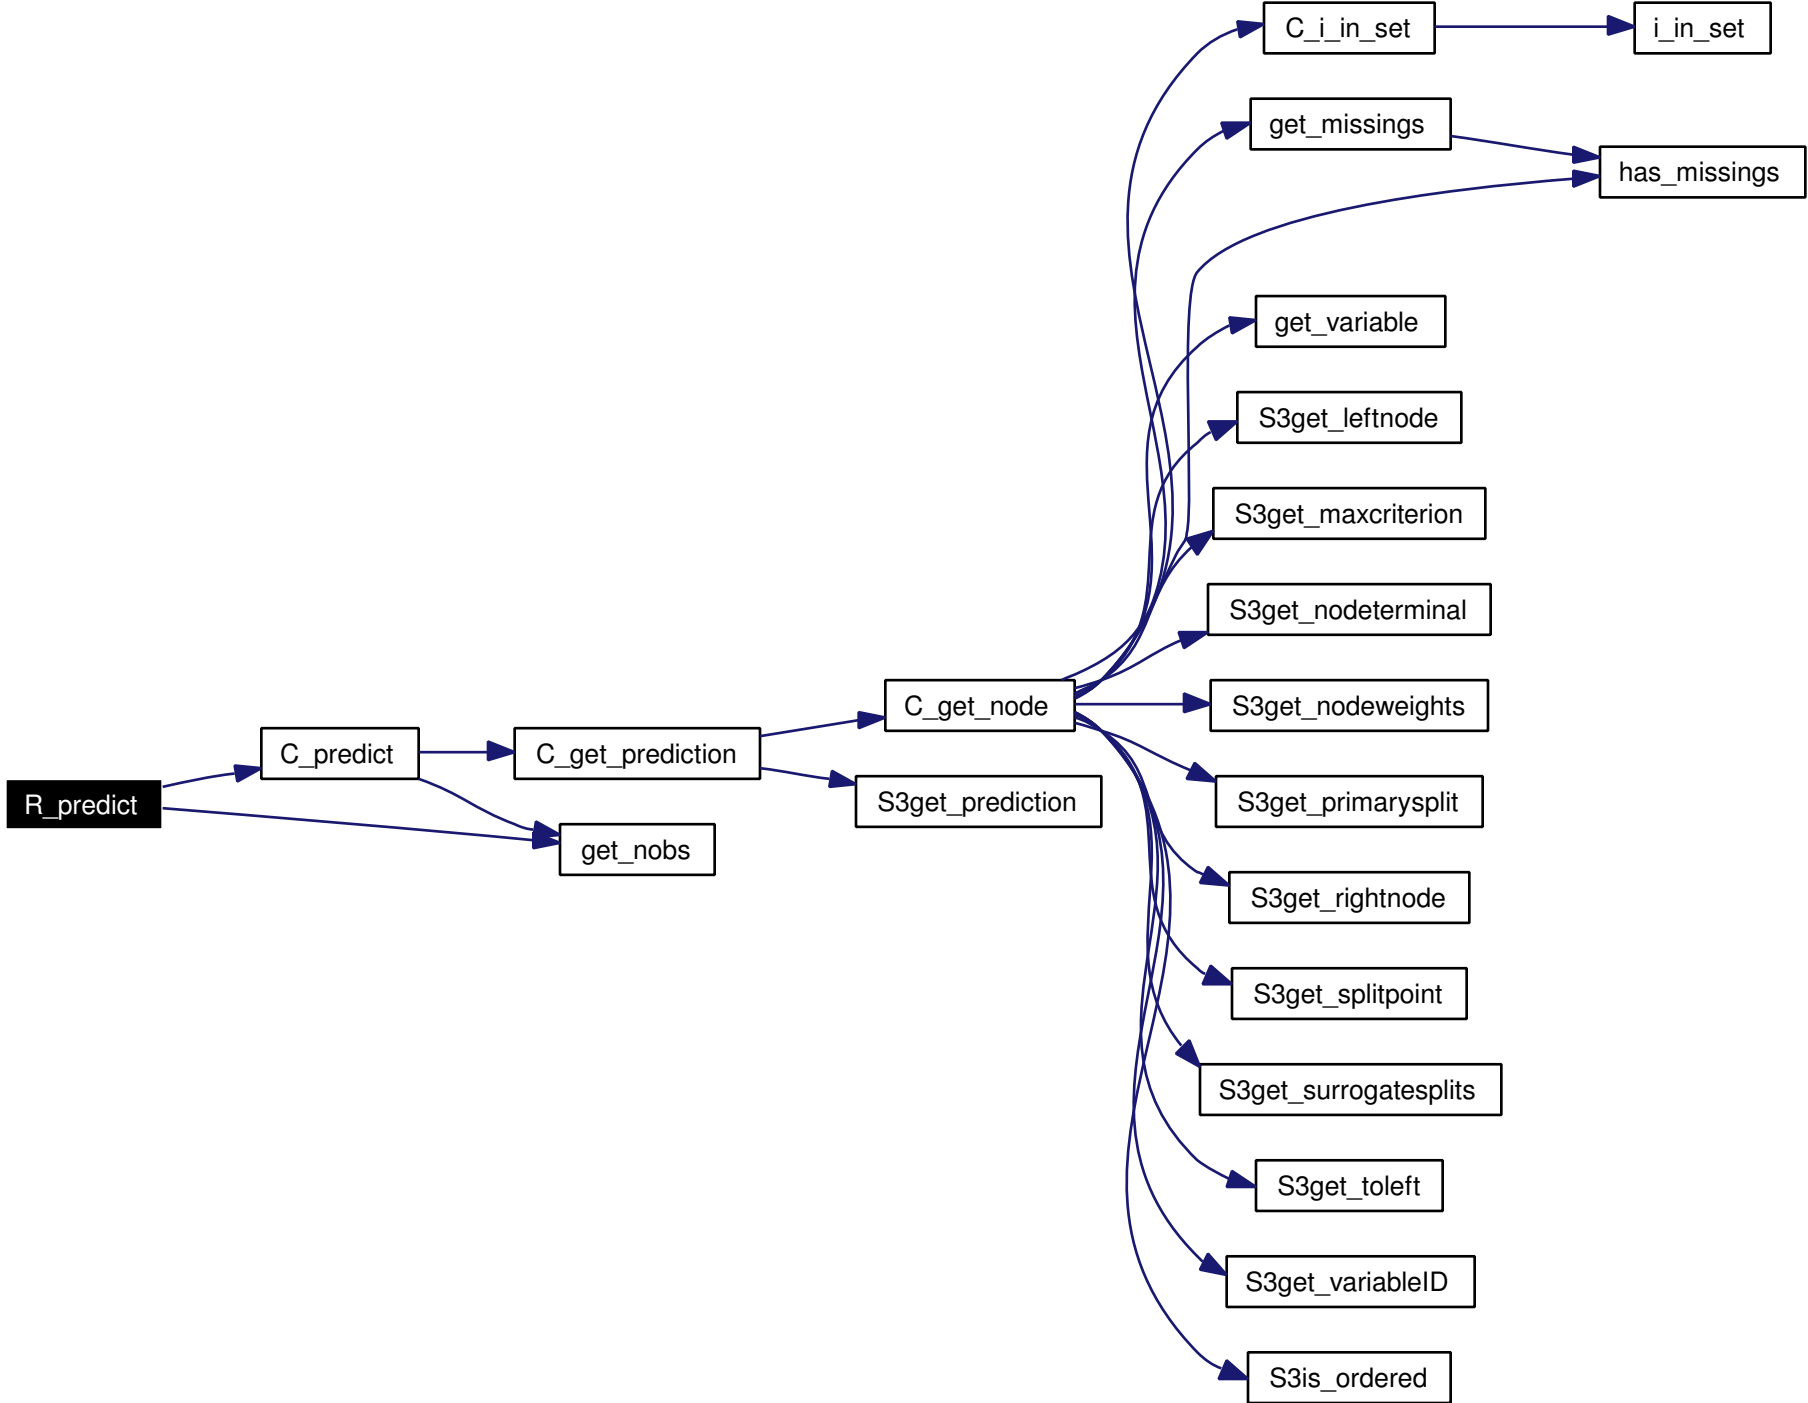 C_i_in_set
i_in_set
get_missings
has_missings
get_variable
S3get_leftnode
S3get_maxcriterion
S3get_nodeterminal
C_get_node
S3get_nodeweights
C_predict
C_get_prediction
R_predict
S3get_prediction
S3get_primarysplit
get_nobs
S3get_rightnode
S3get_splitpoint
S3get_surrogatesplits
S3get_toleft
S3get_variableID
S3is_ordered